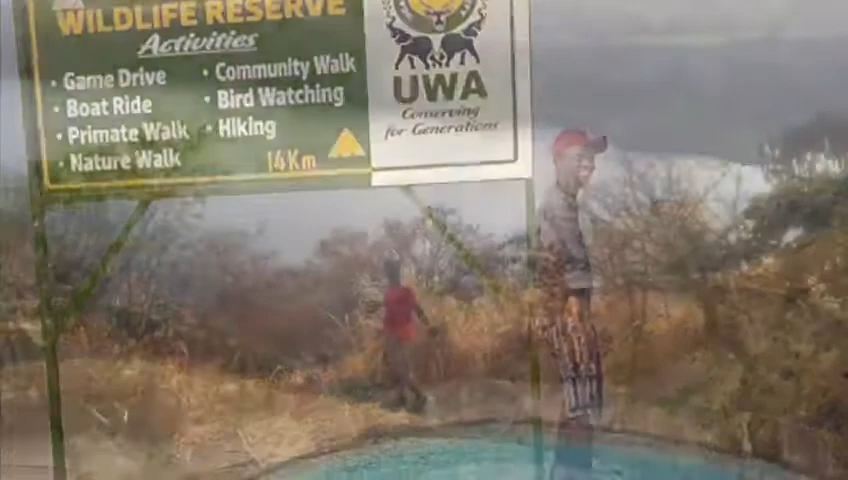 WILDLIFE RESERVE
Activities
• Game Drive
• Boat Ride
• Primate Walk
• Nature Walk
• Community Walk
• Bird Watching
• Hiking
14Km
UWA
Conserving
for Generations